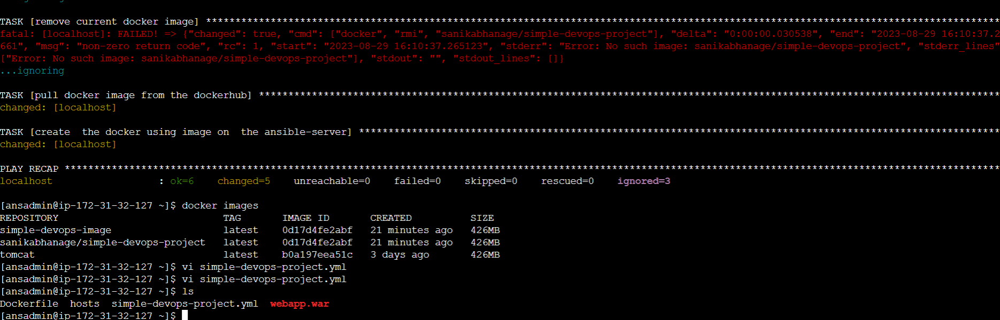 TASK [remove current docker image] ****************************************************************************************************************************************
fatal: [localhost]: FAILED! => {"changed": true, "cmd": ["docker", "rmi", "sanikabhanage/simple-devops-project"], "delta": "0:00:00.030538", "end": "2023-08-29 16:10:37.2
661", "msg": "non-zero return code", "rc": 1, "start": "2023-08-29 16:10:37.265123", "stderr": "Error: No such image: sanikabhanage/simple-devops-project", "stderr_lines"
["Error: No such image: sanikabhanage/simple-devops-project"], "stdout": "", "stdout_lines": []}
...ignoring
TASK [pull docker image from the dockerhub] ******************************************************************************************************************************
changed: [localhost]
TASK [create  the docker using image on  the ansible-server] *************************************************************************************************************
changed: [localhost]
PLAY RECAP ***************************************************************************************************************************************************************
localhost                  : ok=6    changed=5    unreachable=0    failed=0    skipped=0    rescued=0    ignored=3
[ansadmin@ip-172-31-32-127 ~]$ docker images
REPOSITORY                            TAG       IMAGE ID       CREATED          SIZE
simple-devops-image                   latest    0d17d4fe2abf   21 minutes ago   426MB
sanikabhanage/simple-devops-project   latest    0d17d4fe2abf   21 minutes ago   426MB
tomcat                                latest    b0a197eea51c   3 days ago       426MB
[ansadmin@ip-172-31-32-127 ~]$ vi simple-devops-project.yml
[ansadmin@ip-172-31-32-127 ~]$ vi simple-devops-project.yml
[ansadmin@ip-172-31-32-127 ~]$ ls
Dockerfile  hosts  simple-devops-project.yml  webapp.war
[ansadmin@ip-172-31-32-127 ~]$